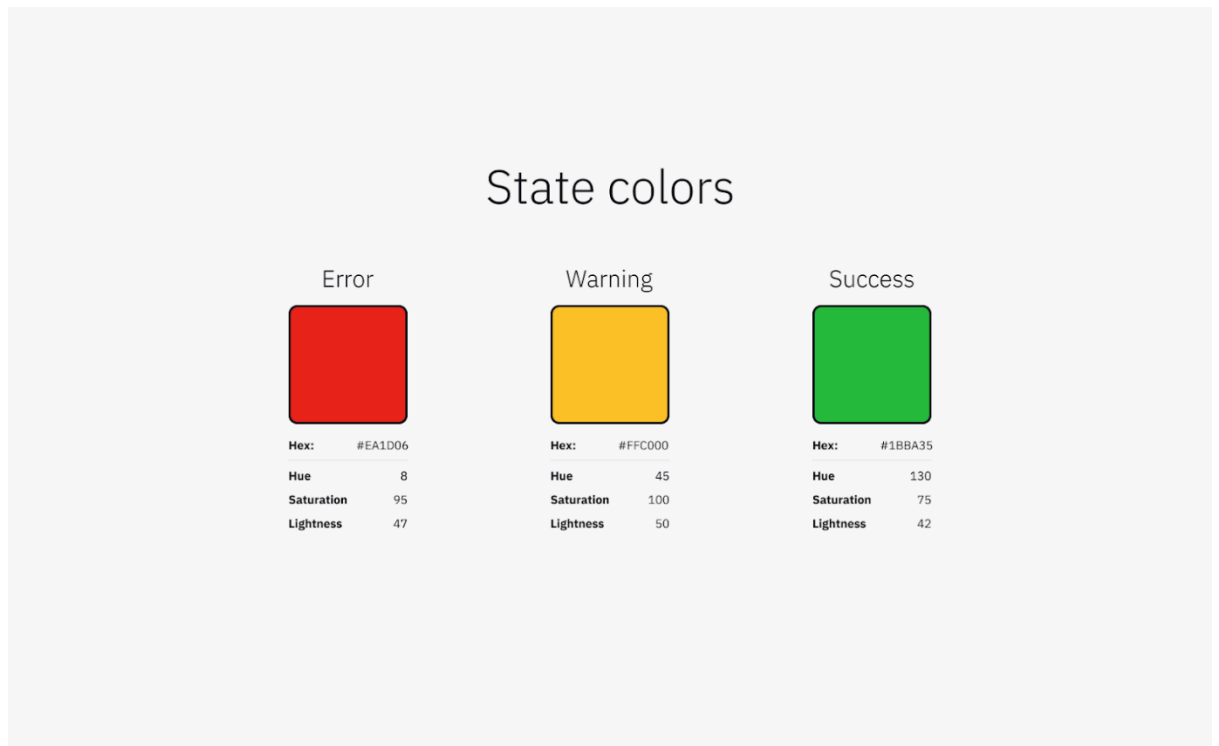 State colors
Error
Warning
Success
Hex: #EA1D06
Hex: #FFC000
Hex: #1BBA35
Hue 8
Hue 45
Hue 130
Saturation 95
Saturation 100
Saturation 75
Lightness 47
Lightness 50
Lightness 42